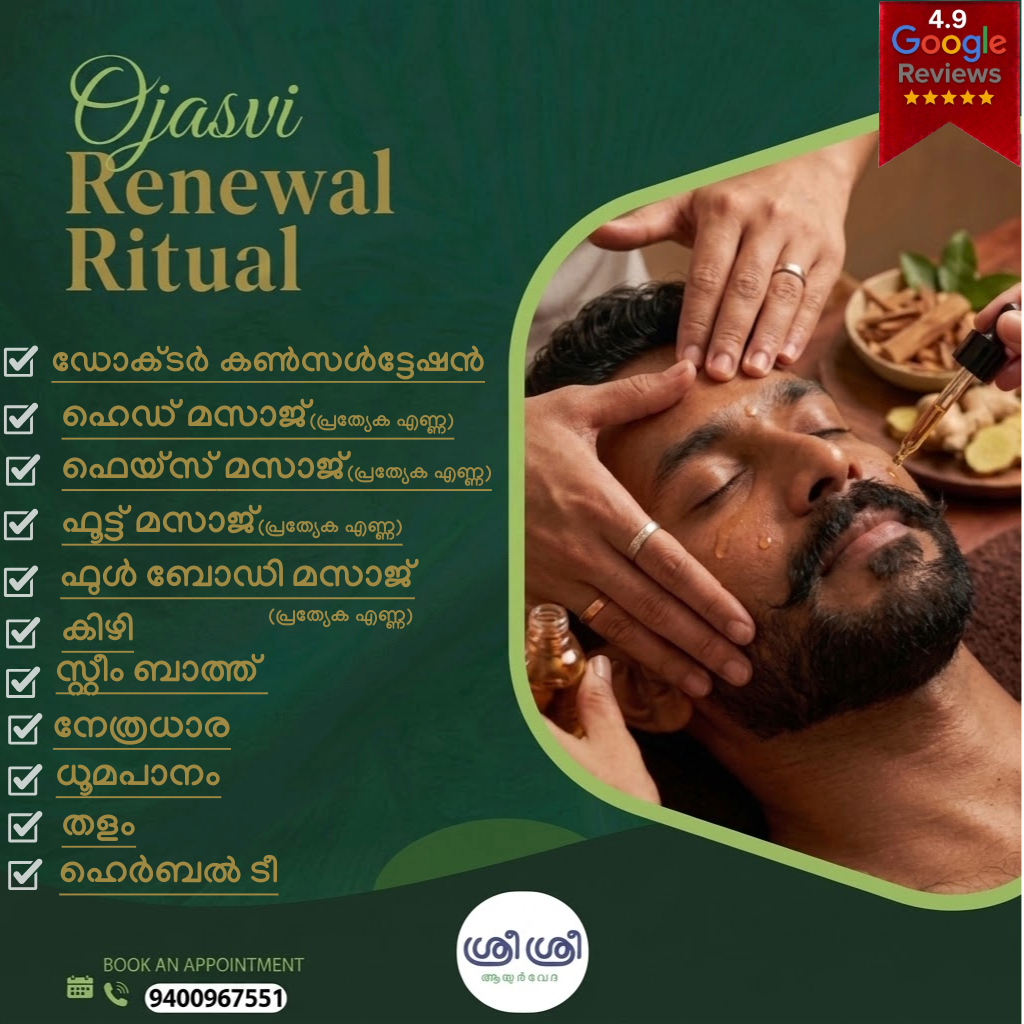 4.9
Google
Reviews
Ojasvi
Renewal
Ritual
ഡോക്ടർ കൺസൾട്ടേഷൻ
ഹെഡ് മസാജ് (പ്രത്യേക എണ്ണ)
ഫെയ്സ് മസാജ് (പ്രത്യേക എണ്ണ)
ഫൂട്ട് മസാജ് (പ്രത്യേക എണ്ണ)
ഫുൾ ബോഡി മസാജ്
(പ്രത്യേക എണ്ണ)
കിഴി
സ്റ്റീം ബാത്ത്
നേത്രധാര
ധൂമപാനം
തളം
ഹെർബൽ ടീ
BOOK AN APPOINTMENT
9400967551
ശ്രീ ശ്രീ
ആയുർവേദ